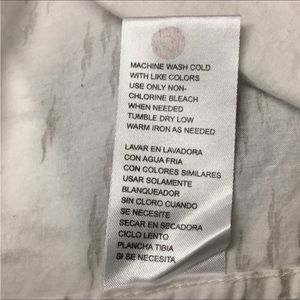 MACHINE WASH COLD
WITH LIKE COLORS
USE ONLY NON-
CHLORINE BLEACH
WHEN NEEDED
TUMBLE DRY LOW
WARM IRON AS NEEDED
LAVAR EN LAVADORA
CON AGUA FRIA
CON COLORES SIMILARES
USAR SOLAMENTE
BLANQUEADOR
SIN CLORO CUANDO
SE NECESITE
SECAR EN SECADORA
CICLO LENTO
PLANCHA TIBIA
SI SE NECESITA